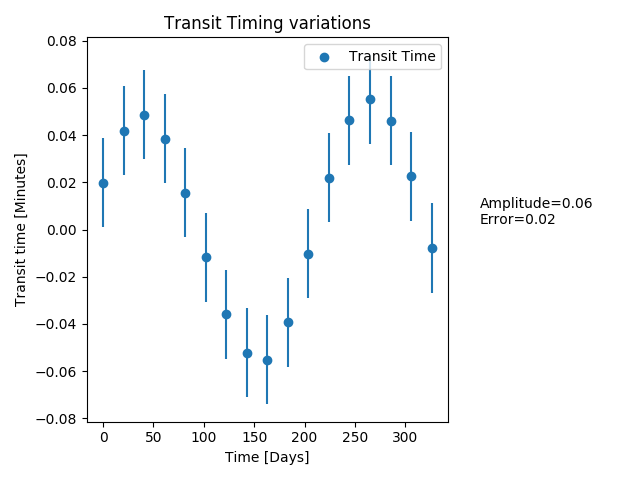 Transit Timing variations
Transit Time
0.08
0.06
0.04
0.02
0.00
−0.02
−0.04
−0.06
−0.08
Transit time [Minutes]
0 50 100 150 200 250 300
Time [Days]
Amplitude=0.06
Error=0.02